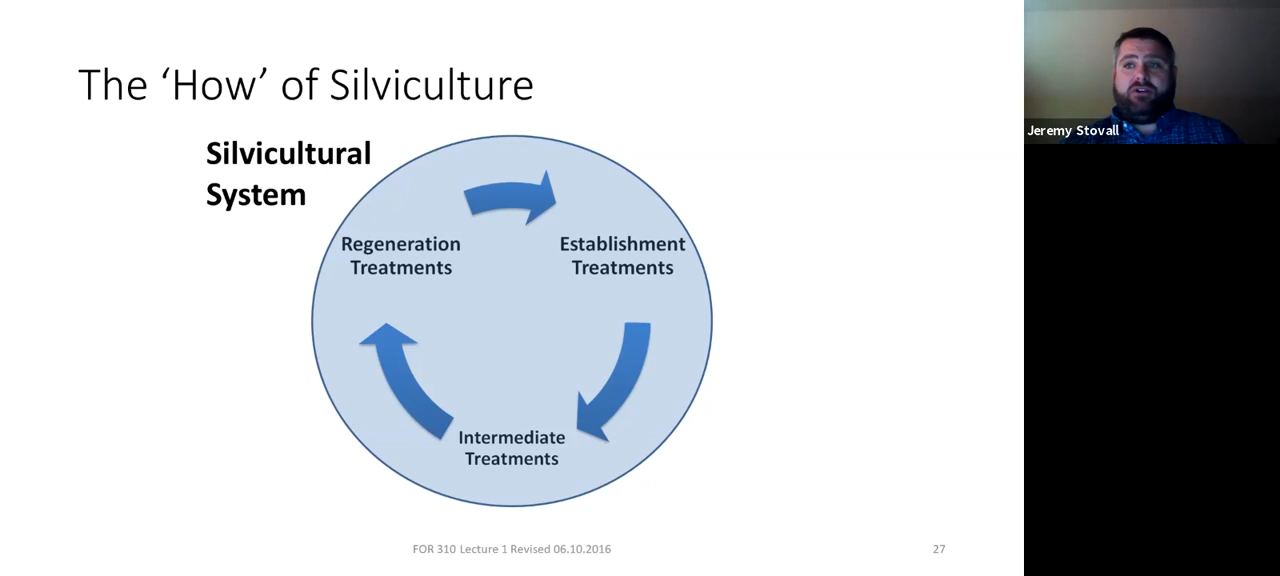 The ‘How’ of Silviculture
Silvicultural
System
Regeneration
Treatments
Establishment
Treatments
Intermediate
Treatments
FOR 310 Lecture 1 Revised 06.10.2016
27
Jeremy Stovall